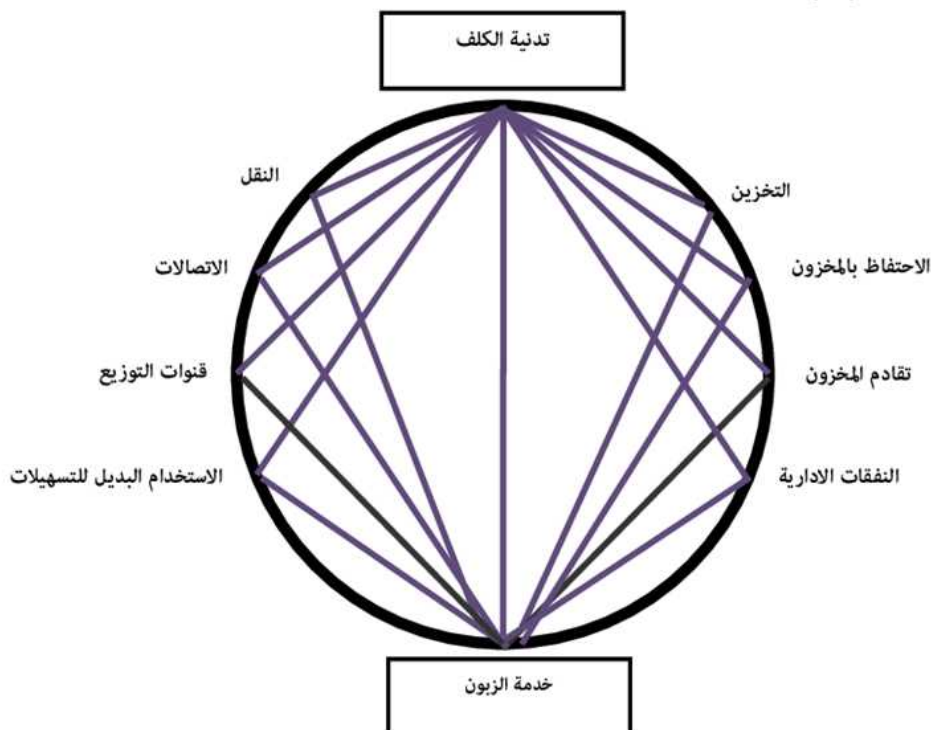 تدنية الكلف
النقل
التخزين
الاتصالات
الاحتفاظ بالمخزون
قنوات التوزيع
تقادم المخزون
الاستخدام البديل للتسهيلات
النفقات الادارية
خدمة الزبون